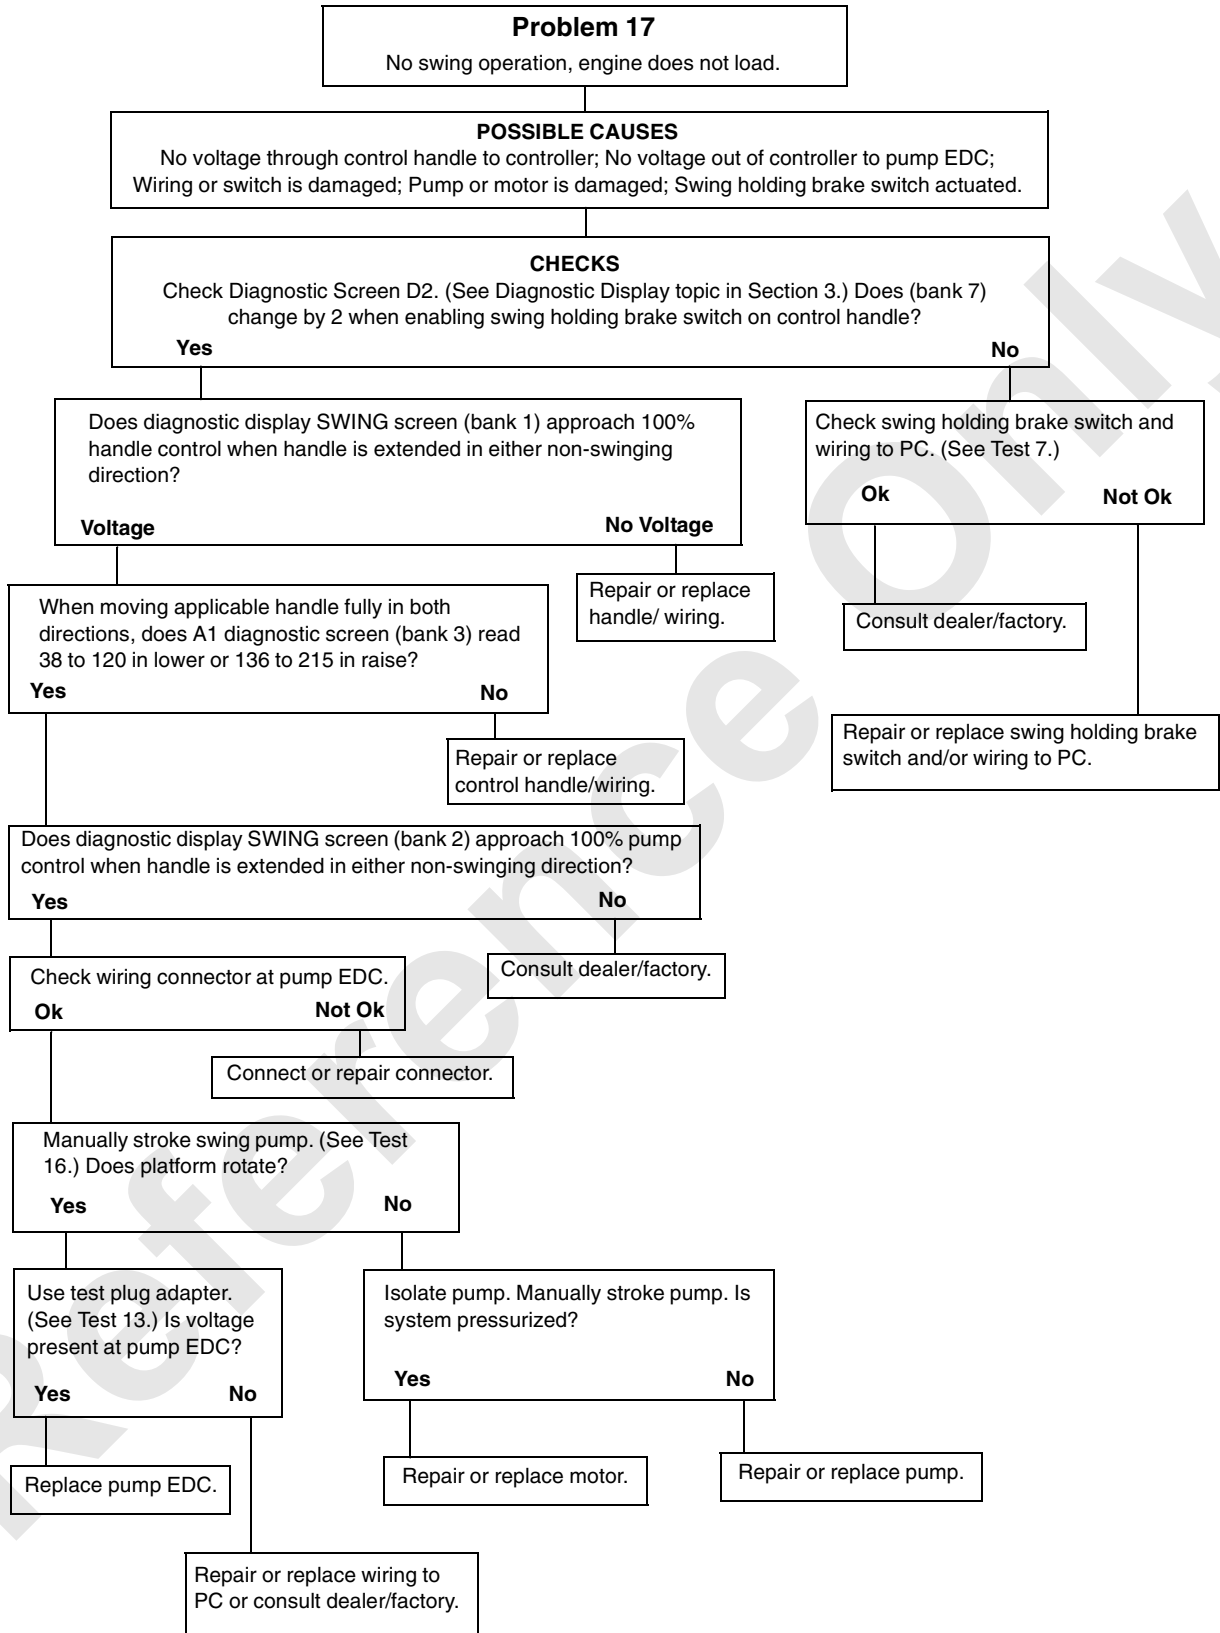 Problem 17
No swing operation, engine does not load.
POSSIBLE CAUSES
No voltage through control handle to controller; No voltage out of controller to pump EDC;
Wiring or switch is damaged; Pump or motor is damaged; Swing holding brake switch actuated.
CHECKS
Check Diagnostic Screen D2. (See Diagnostic Display topic in Section 3.) Does (bank 7)
change by 2 when enabling swing holding brake switch on control handle?
Yes
No
Does diagnostic display SWING screen (bank 1) approach 100%
handle control when handle is extended in either non-swinging
direction?
Voltage
No Voltage
Check swing holding brake switch and
wiring to PC. (See Test 7.)
Ok
Not Ok
Repair or replace
handle/ wiring.
Consult dealer/factory.
When moving applicable handle fully in both
directions, does A1 diagnostic screen (bank 3) read
38 to 120 in lower or 136 to 215 in raise?
Yes
No
Repair or replace swing holding brake
switch and/or wiring to PC.
Repair or replace
control handle/wiring.
Does diagnostic display SWING screen (bank 2) approach 100% pump
control when handle is extended in either non-swinging direction?
Yes
No
Consult dealer/factory.
Check wiring connector at pump EDC.
Ok
Not Ok
Connect or repair connector.
Manually stroke swing pump. (See Test
16.) Does platform rotate?
Yes
No
Use test plug adapter.
(See Test 13.) Is voltage
present at pump EDC?
Yes
No
Isolate pump. Manually stroke pump. Is
system pressurized?
Yes
No
Replace pump EDC.
Repair or replace motor.
Repair or replace pump.
Repair or replace wiring to
PC or consult dealer/factory.
Reference Only